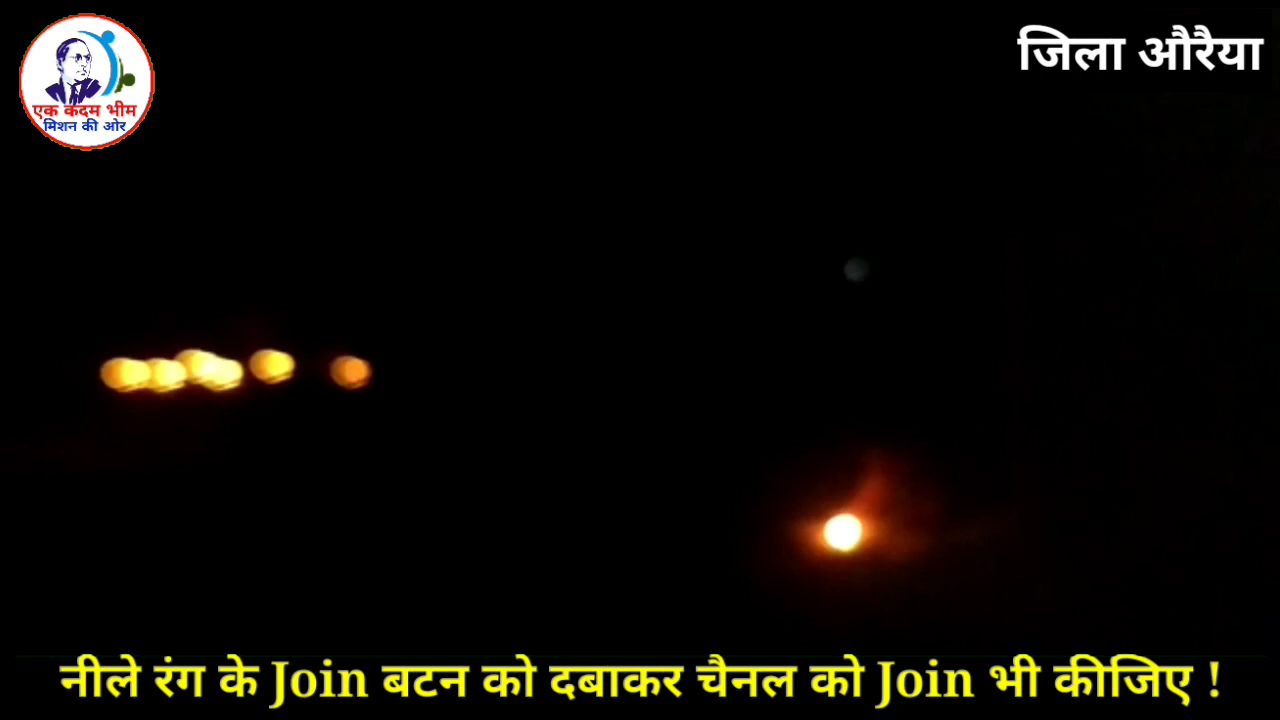 एक कदम भीम
मिशन की ओर
जिला औरैया
नीले रंग के Join बटन को दबाकर चैनल को Join भी कीजिए !